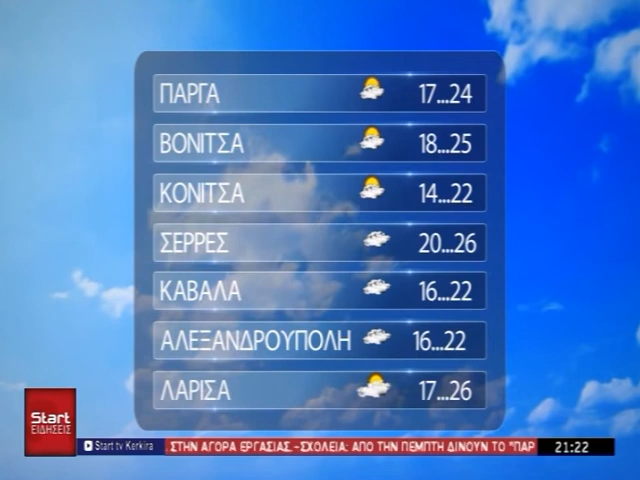 ΠΑΡΓΑ 17...24
ΒΟΝΙΤΣΑ 18...25
ΚΟΝΙΤΣΑ 14...22
ΣΕΡΡΕΣ 20...26
ΚΑΒΑΛΑ 16...22
ΑΛΕΞΑΝΔΡΟΥΠΟΛΗ 16...22
ΛΑΡΙΣΑ 17...26
Start
ΕΙΔΗΣΕΙΣ
Start tv Kerkira ΣΤΗΝ ΑΓΟΡΑ ΕΡΓΑΣΙΑΣ.-ΣΧΟΛΕΙΑ: ΑΠΟ ΤΗΝ ΠΕΜΠΤΗ ΔΙΝΟΥΝ ΤΟ "ΠΑΡ 21:22